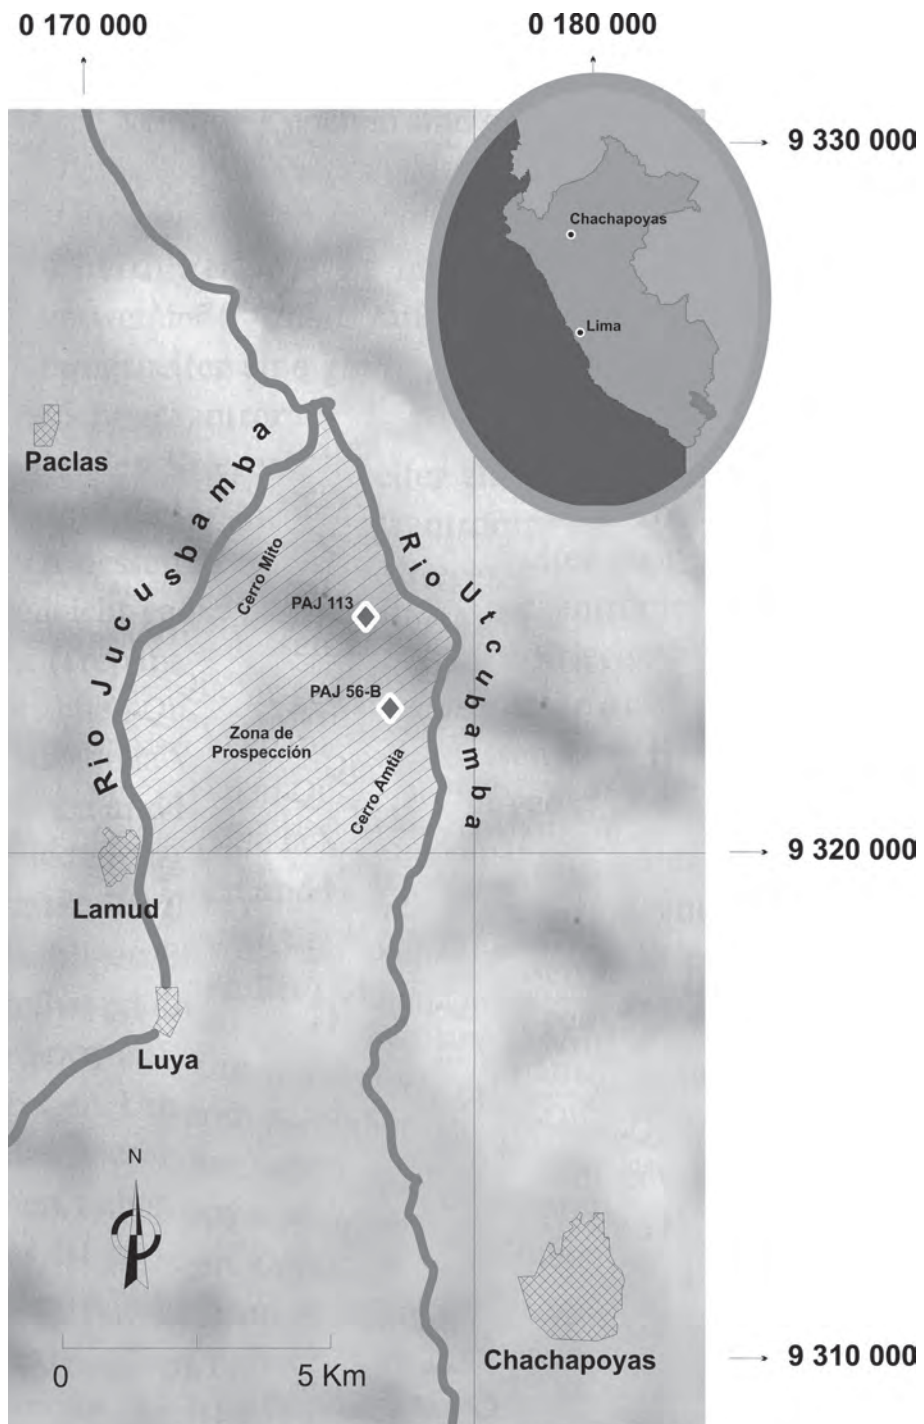 0 170 000
0 180 000
9 330 000
Chachapoyas
Lima
Paclas
Rio Jucusbamba
Rio Utcubamba
Cerro Mito
PAJ 113
PAJ 56-B
Zona de
Prospección
Cerro Amtia
9 320 000
Lamud
Luya
N
0
5 Km
Chachapoyas
9 310 000